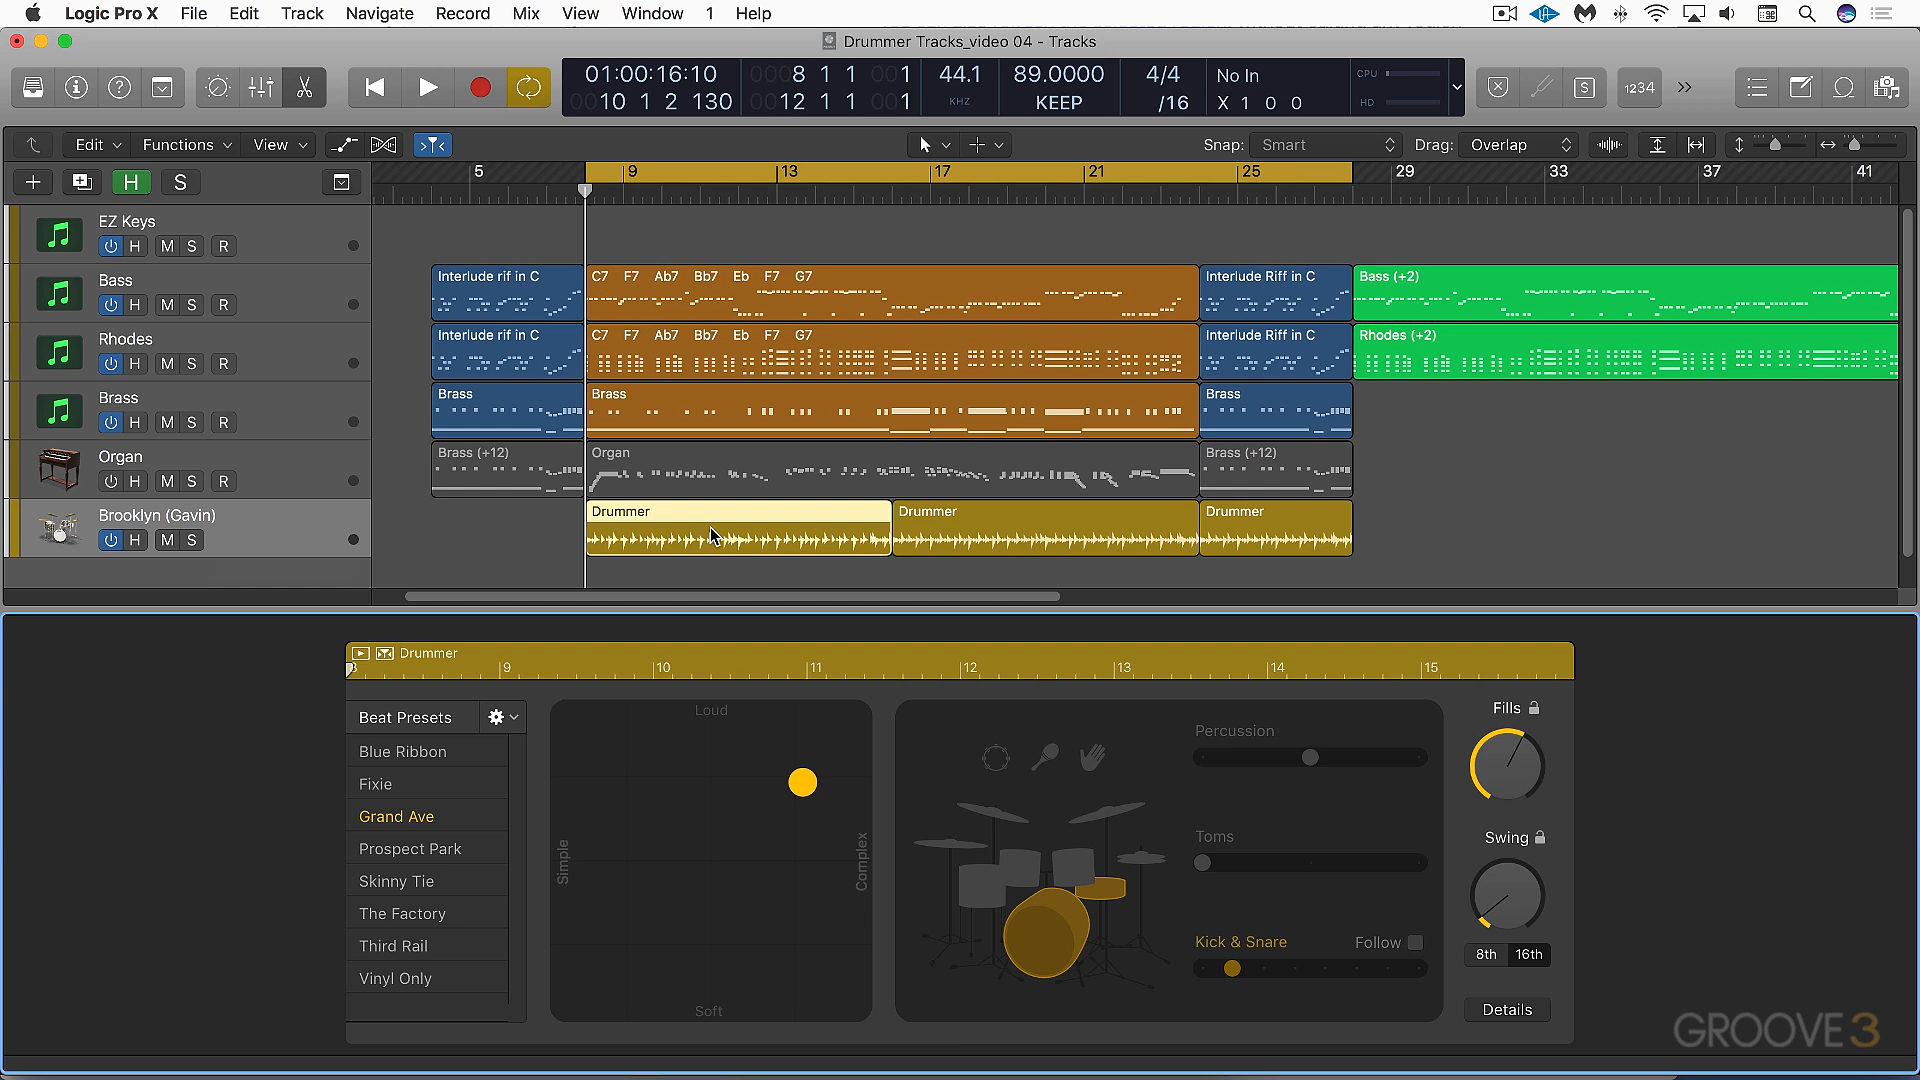 Logic Pro X File Edit Track Navigate Record Mix View Window 1 Help
Drummer Tracks_video 04 - Tracks
01:00:16:10 0008 1 1 001 44.1 89.0000 4/4 No In CPU
0010 1 2 130 0012 1 1 001 KHZ KEEP /16 X 1 0 0 HD
S 1234
Edit Functions View Snap: Smart Drag: Overlap
H S
5 9 13 17 21 25 29 33 37 41
EZ Keys
H M S R
Bass
H M S R
Interlude rif in C C7 F7 Ab7 Bb7 Eb F7 G7 Interlude Riff in C Bass (+2)
Rhodes
H M S R
Interlude rif in C C7 F7 Ab7 Bb7 Eb F7 G7 Interlude Riff in C Rhodes (+2)
Brass
H M S R
Brass Brass Brass
Organ
H M S R
Brass (+12) Organ Brass (+12)
Brooklyn (Gavin)
H M S
Drummer Drummer Drummer
Drummer
8 9 10 11 12 13 14 15
Beat Presets
Blue Ribbon
Fixie
Grand Ave
Prospect Park
Skinny Tie
The Factory
Third Rail
Vinyl Only
Loud
Simple
Complex
Soft
Percussion
Toms
Kick & Snare Follow
Fills
Swing
8th 16th
Details
GROOVE3